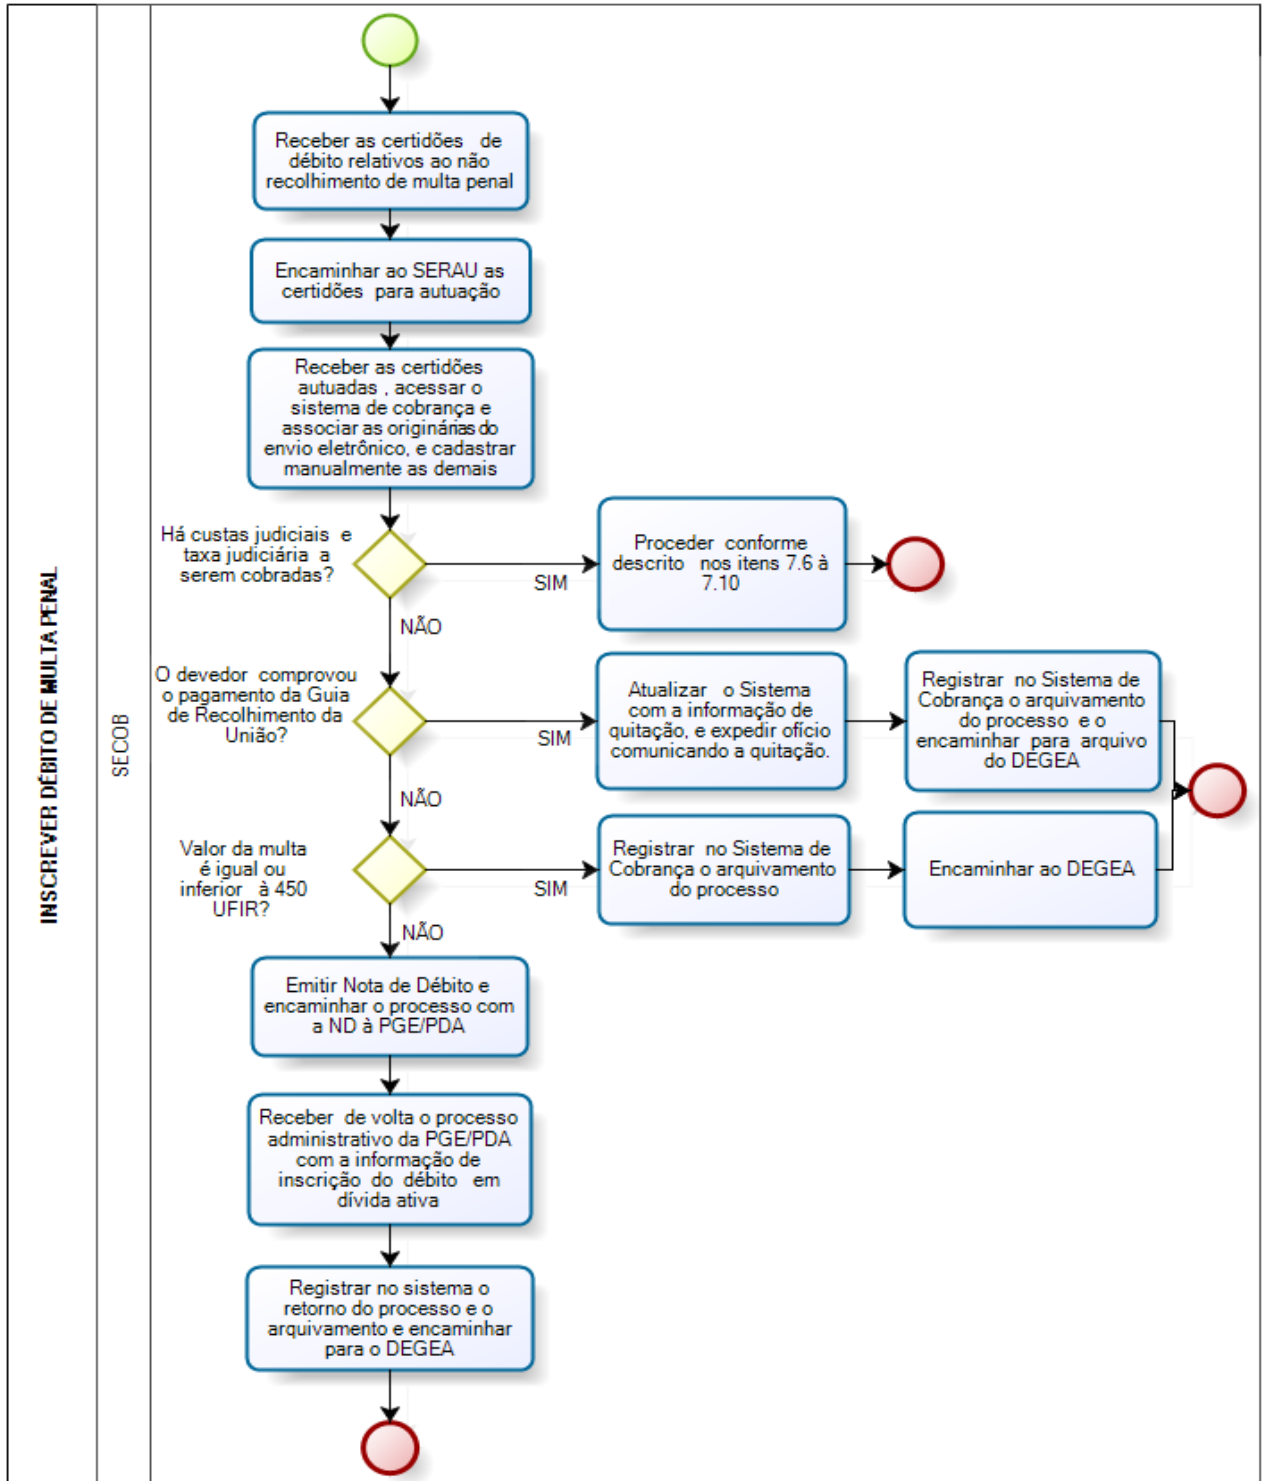 INSCREVER DÉBITO DE MULTA PENAL
SECOB
Receber as certidões de
débito relativos ao não
recolhimento de multa penal
Encaminhar ao SERAU as
certidões para autuação
Receber as certidões
autuadas , acessar o
sistema de cobrança e
associar as originárias do
envio eletrônico, e cadastrar
manualmente as demais
Há custas judiciais e
taxa judiciária a
serem cobradas?
SIM
Proceder conforme
descrito nos itens 7.6 à
7.10
NÃO
O devedor comprovou
o pagamento da Guia
de Recolhimento da
União?
SIM
Atualizar o Sistema
com a informação de
quitação, e expedir ofício
comunicando a quitação.
Registrar no Sistema de
Cobrança o arquivamento
do processo e o
encaminhar para arquivo
do DEGEA
NÃO
Valor da multa
é igual ou
inferior à 450
UFIR?
SIM
Registrar no Sistema de
Cobrança o arquivamento
do processo
Encaminhar ao DEGEA
NÃO
Emitir Nota de Débito e
encaminhar o processo com
a ND à PGE/PDA
Receber de volta o processo
administrativo da PGE/PDA
com a informação de
inscrição do débito em
dívida ativa
Registrar no sistema o
retorno do processo e o
arquivamento e encaminhar
para o DEGEA